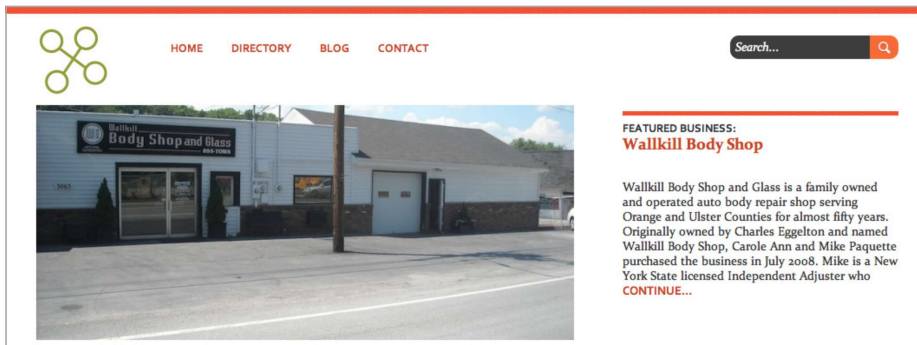 HOME DIRECTORY BLOG CONTACT
Search...
Wallkill
Body Shop and Glass
895-TOWN
3065
FEATURED BUSINESS:
Wallkill Body Shop
Wallkill Body Shop and Glass is a family owned
and operated auto body repair shop serving
Orange and Ulster Counties for almost fifty years.
Originally owned by Charles Eggelton and named
Wallkill Body Shop, Carole Ann and Mike Paquette
purchased the business in July 2008. Mike is a New
York State licensed Independent Adjuster who
CONTINUE...